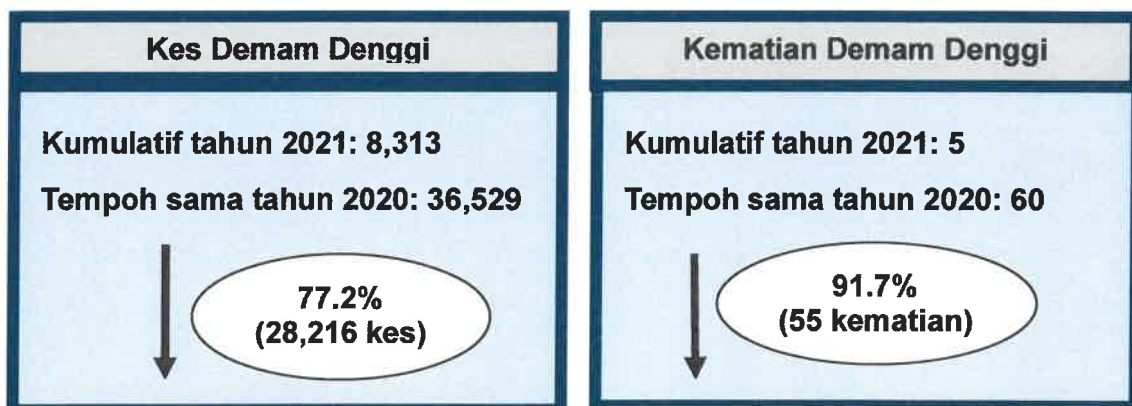 Kes Demam Denggi
Kumulatif tahun 2021: 8,313
Tempoh sama tahun 2020: 36,529
77.2%
(28,216 kes)
Kematian Demam Denggi
Kumulatif tahun 2021: 5
Tempoh sama tahun 2020: 60
91.7%
(55 kematian)